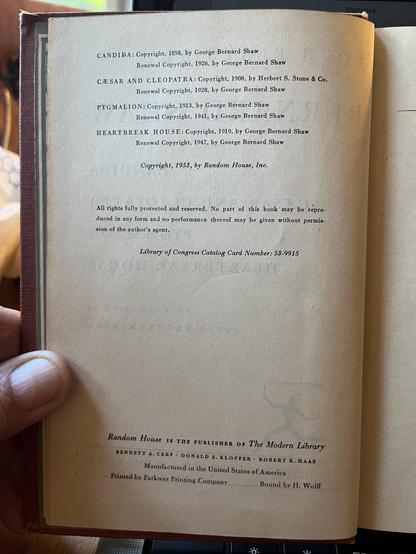 CANDIDA: Copyright, 1898, by George Bernard Shaw
Renewal Copyright, 1926, by George Bernard Shaw
CÆSAR AND CLEOPATRA: Copyright, 1900, by Herbert S. Stone & Co.
Renewal Copyright, 1928, by George Bernard Shaw
PYGMALION: Copyright, 1913, by George Bernard Shaw
Renewal Copyright, 1941, by George Bernard Shaw
HEARTBREAK HOUSE: Copyright, 1919, by George Bernard Shaw
Renewal Copyright, 1947, by George Bernard Shaw
Copyright, 1953, by Random House, Inc.
All rights fully protected and reserved. No part of this book may be repro-
duced in any form and no performance thereof may be given without permis-
sion of the author's agent.
Library of Congress Catalog Card Number: 53-9915
Random House IS THE PUBLISHER OF The Modern Library
BENNETT A. CERF · DONALD S. KLOPFER · ROBERT K. HAAS
Manufactured in the United States of America
Printed by Parkway Printing Company Bound by H. Wolff